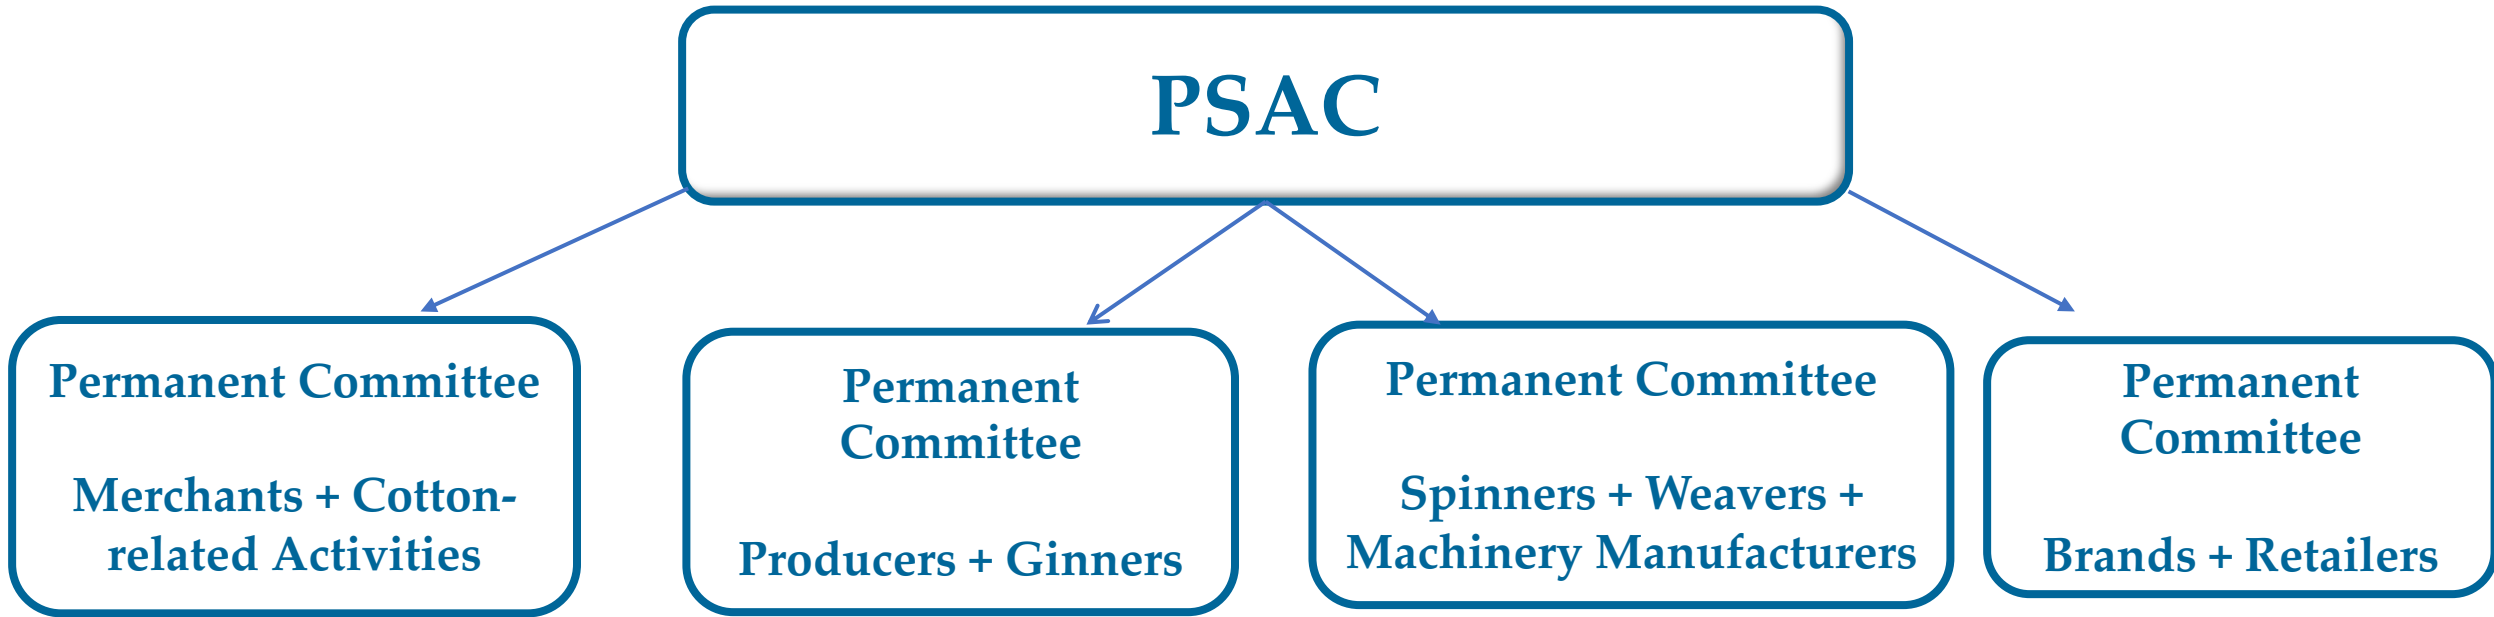 PSAC
Permanent Committee
Merchants + Cotton-
related Activities
Permanent
Committee
Producers + Ginners
Permanent Committee
Spinners + Weavers +
Machinery Manufacturers
Permanent
Committee
Brands + Retailers